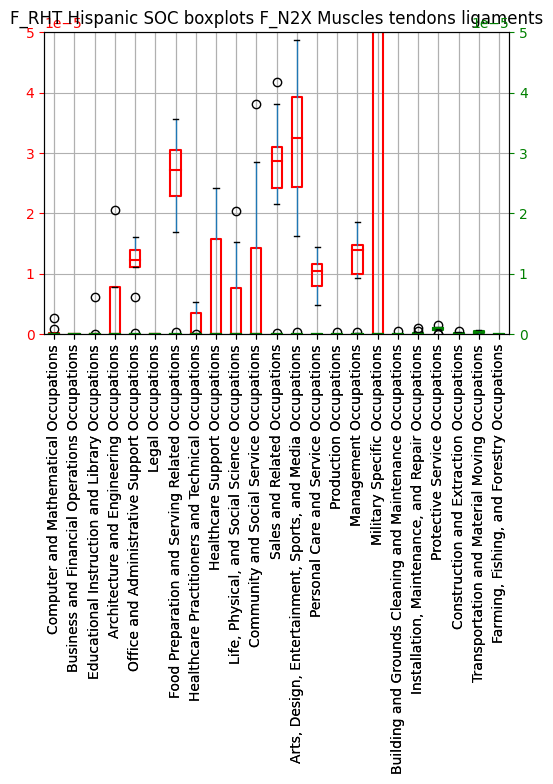 F_RHT Hispanic SOC boxplots F_N2X Muscles tendons ligaments
1e−5
5
5
4
4
3
3
2
2
1
1
0
0
Computer and Mathematical Occupations
Business and Financial Operations Occupations
Educational Instruction and Library Occupations
Architecture and Engineering Occupations
Office and Administrative Support Occupations
Legal Occupations
Food Preparation and Serving Related Occupations
Healthcare Practitioners and Technical Occupations
Healthcare Support Occupations
Life, Physical, and Social Science Occupations
Community and Social Service Occupations
Sales and Related Occupations
Arts, Design, Entertainment, Sports, and Media Occupations
Personal Care and Service Occupations
Production Occupations
Management Occupations
Military Specific Occupations
Building and Grounds Cleaning and Maintenance Occupations
Installation, Maintenance, and Repair Occupations
Protective Service Occupations
Construction and Extraction Occupations
Transportation and Material Moving Occupations
Farming, Fishing, and Forestry Occupations